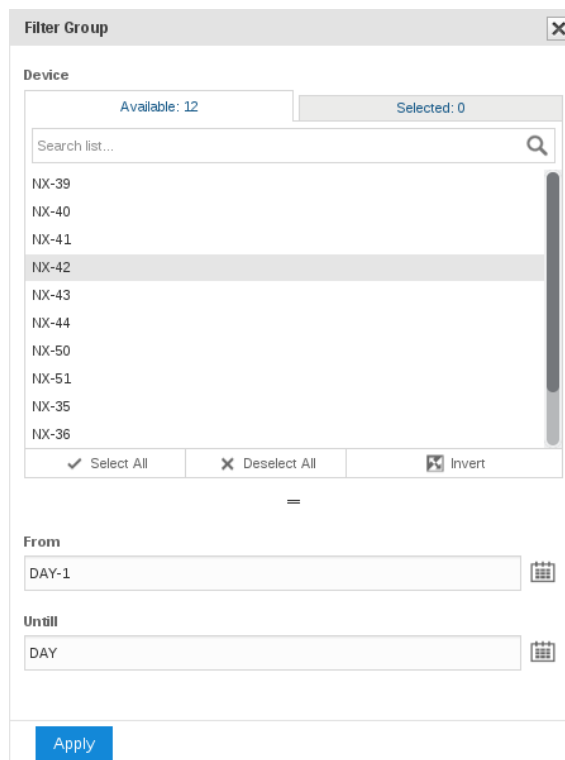 Filter Group
Device
Available: 12
Selected: 0
Search list...
NX-39
NX-40
NX-41
NX-42
NX-43
NX-44
NX-50
NX-51
NX-35
NX-36
Select All
Deselect All
Invert
=
From
DAY-1
Untill
DAY
Apply